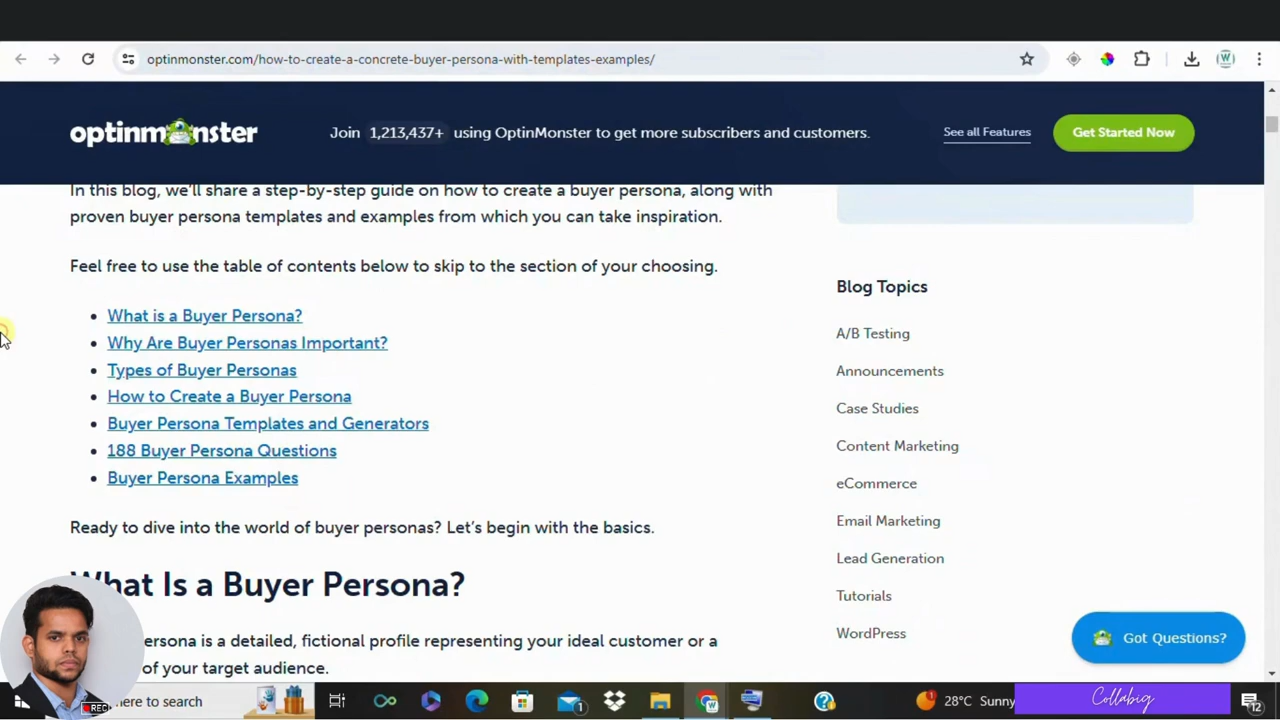 optinmonster.com/how-to-create-a-concrete-buyer-persona-with-templates-examples/
optinmonster
Join 1,213,437+ using OptinMonster to get more subscribers and customers.
See all Features
Get Started Now
In this blog, we'll share a step-by-step guide on how to create a buyer persona, along with
proven buyer persona templates and examples from which you can take inspiration.
Feel free to use the table of contents below to skip to the section of your choosing.
What is a Buyer Persona?
Why Are Buyer Personas Important?
Types of Buyer Personas
How to Create a Buyer Persona
Buyer Persona Templates and Generators
188 Buyer Persona Questions
Buyer Persona Examples
Ready to dive into the world of buyer personas? Let's begin with the basics.
What Is a Buyer Persona?
persona is a detailed, fictional profile representing your ideal customer or a
of your target audience.
Blog Topics
A/B Testing
Announcements
Case Studies
Content Marketing
eCommerce
Email Marketing
Lead Generation
Tutorials
WordPress
Got Questions?
REC
here to search
1
28°C Sunny
Collabig
12